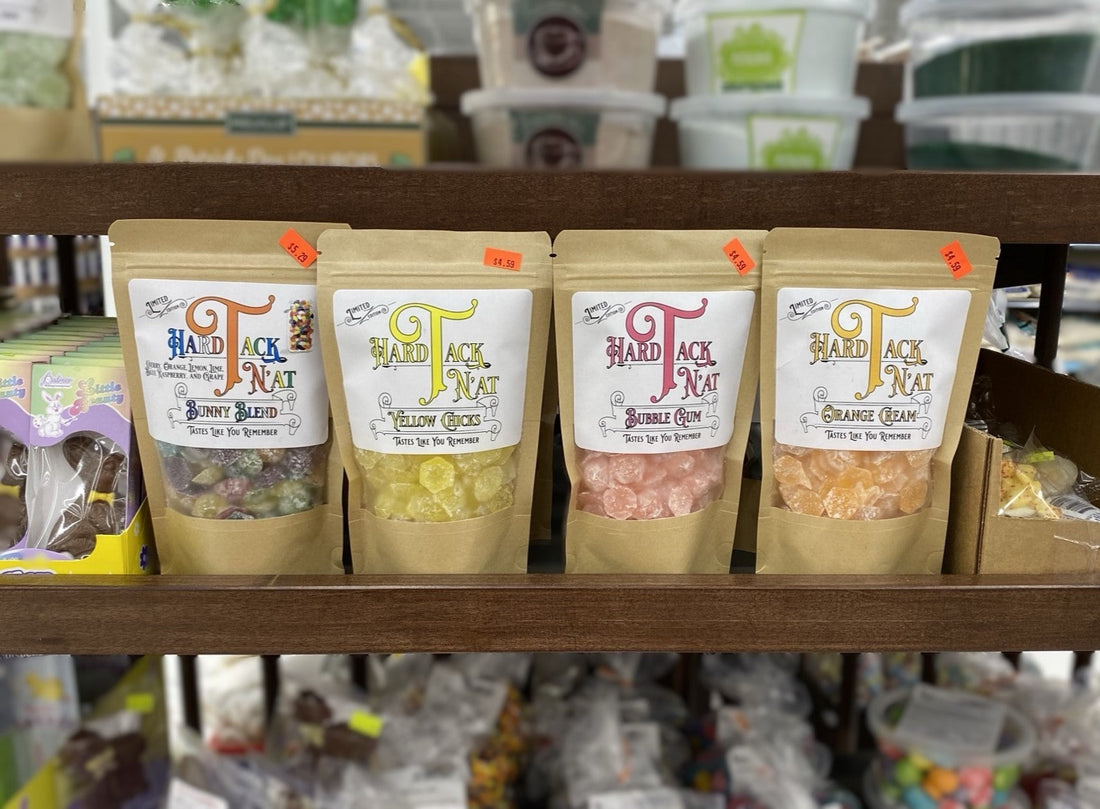 $5.29
LIMITED
EDITION
HARD TACK
N'AT
CHERRY, ORANGE, LEMON, LIME,
BLUE RASPBERRY, AND GRAPE
BUNNY BLEND
TASTES LIKE YOU REMEMBER
$4.59
LIMITED
EDITION
HARD TACK
N'AT
YELLOW CHICKS
TASTES LIKE YOU REMEMBER
$4.59
LIMITED
EDITION
HARD TACK
N'AT
BUBBLE GUM
TASTES LIKE YOU REMEMBER
$4.59
LIMITED
EDITION
HARD TACK
N'AT
ORANGE CREAM
TASTES LIKE YOU REMEMBER
Palmer
Little
Beauty